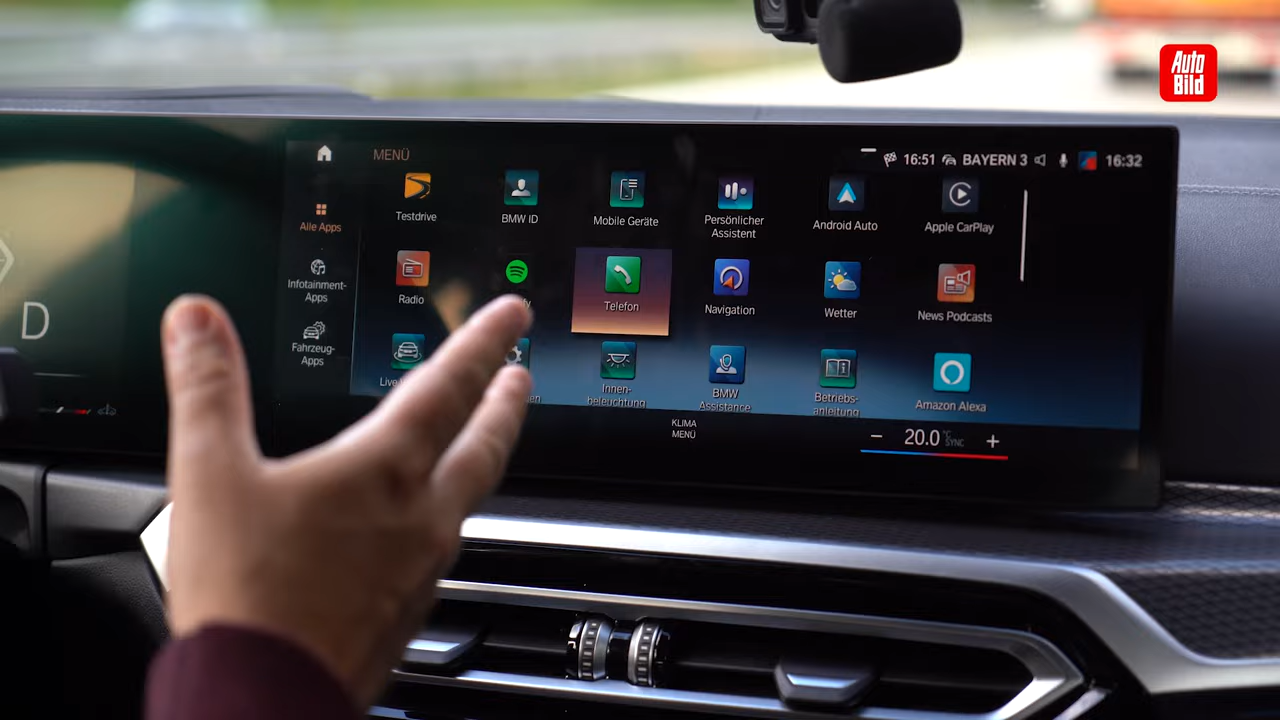 Auto
Bild
MENÜ
16:51 BAYERN 3 16:32
Alle Apps
Infotainment-
Apps
Fahrzeug-
Apps
Testdrive
BMW ID
Mobile Geräte
Persönlicher
Assistent
Android Auto
Apple CarPlay
Radio
Telefon
Navigation
Wetter
News Podcasts
Live
Innen-
beleuchtung
BMW
Assistance
Betriebs-
anleitung
Amazon Alexa
D
KLIMA
MENÜ
− 20.0 °C +
SYNC